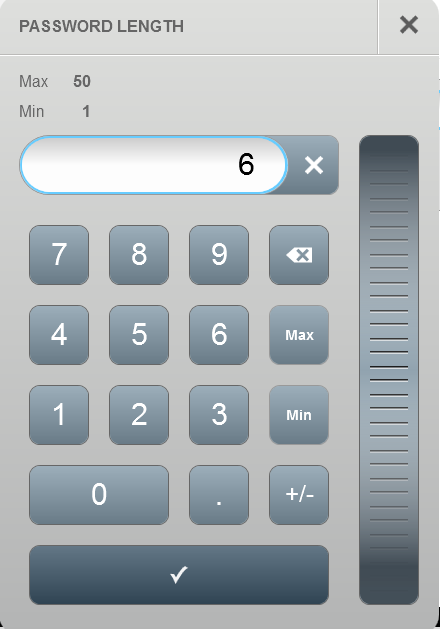 PASSWORD LENGTH
Max 50
Min 1
6
7 8 9
4 5 6 Max
1 2 3 Min
0 . +/-